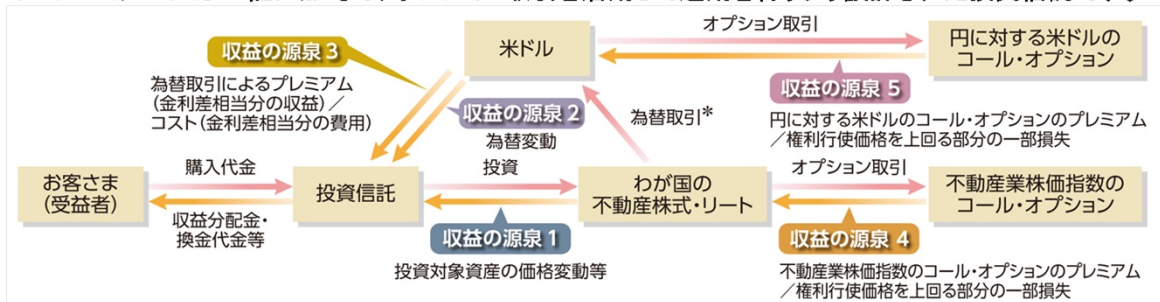 収益の源泉 3
為替取引によるプレミアム
(金利差相当分の収益)／
コスト(金利差相当分の費用)
米ドル
オプション取引
円に対する米ドルの
コール・オプション
収益の源泉 5
円に対する米ドルのコール・オプションのプレミアム
／権利行使価格を上回る部分の一部損失
収益の源泉 2
為替変動
為替取引*
お客さま
(受益者)
購入代金
収益分配金・
換金代金等
投資信託
投資
収益の源泉 1
投資対象資産の価格変動等
わが国の
不動産株式・リート
オプション取引
不動産業株価指数の
コール・オプション
収益の源泉 4
不動産業株価指数のコール・オプションのプレミアム
／権利行使価格を上回る部分の一部損失